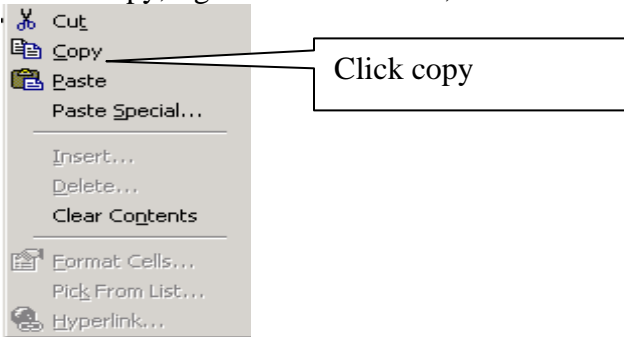 Cut
Copy
Click copy
Paste
Paste Special...
Insert...
Delete...
Clear Contents
Format Cells...
Pick From List...
Hyperlink...